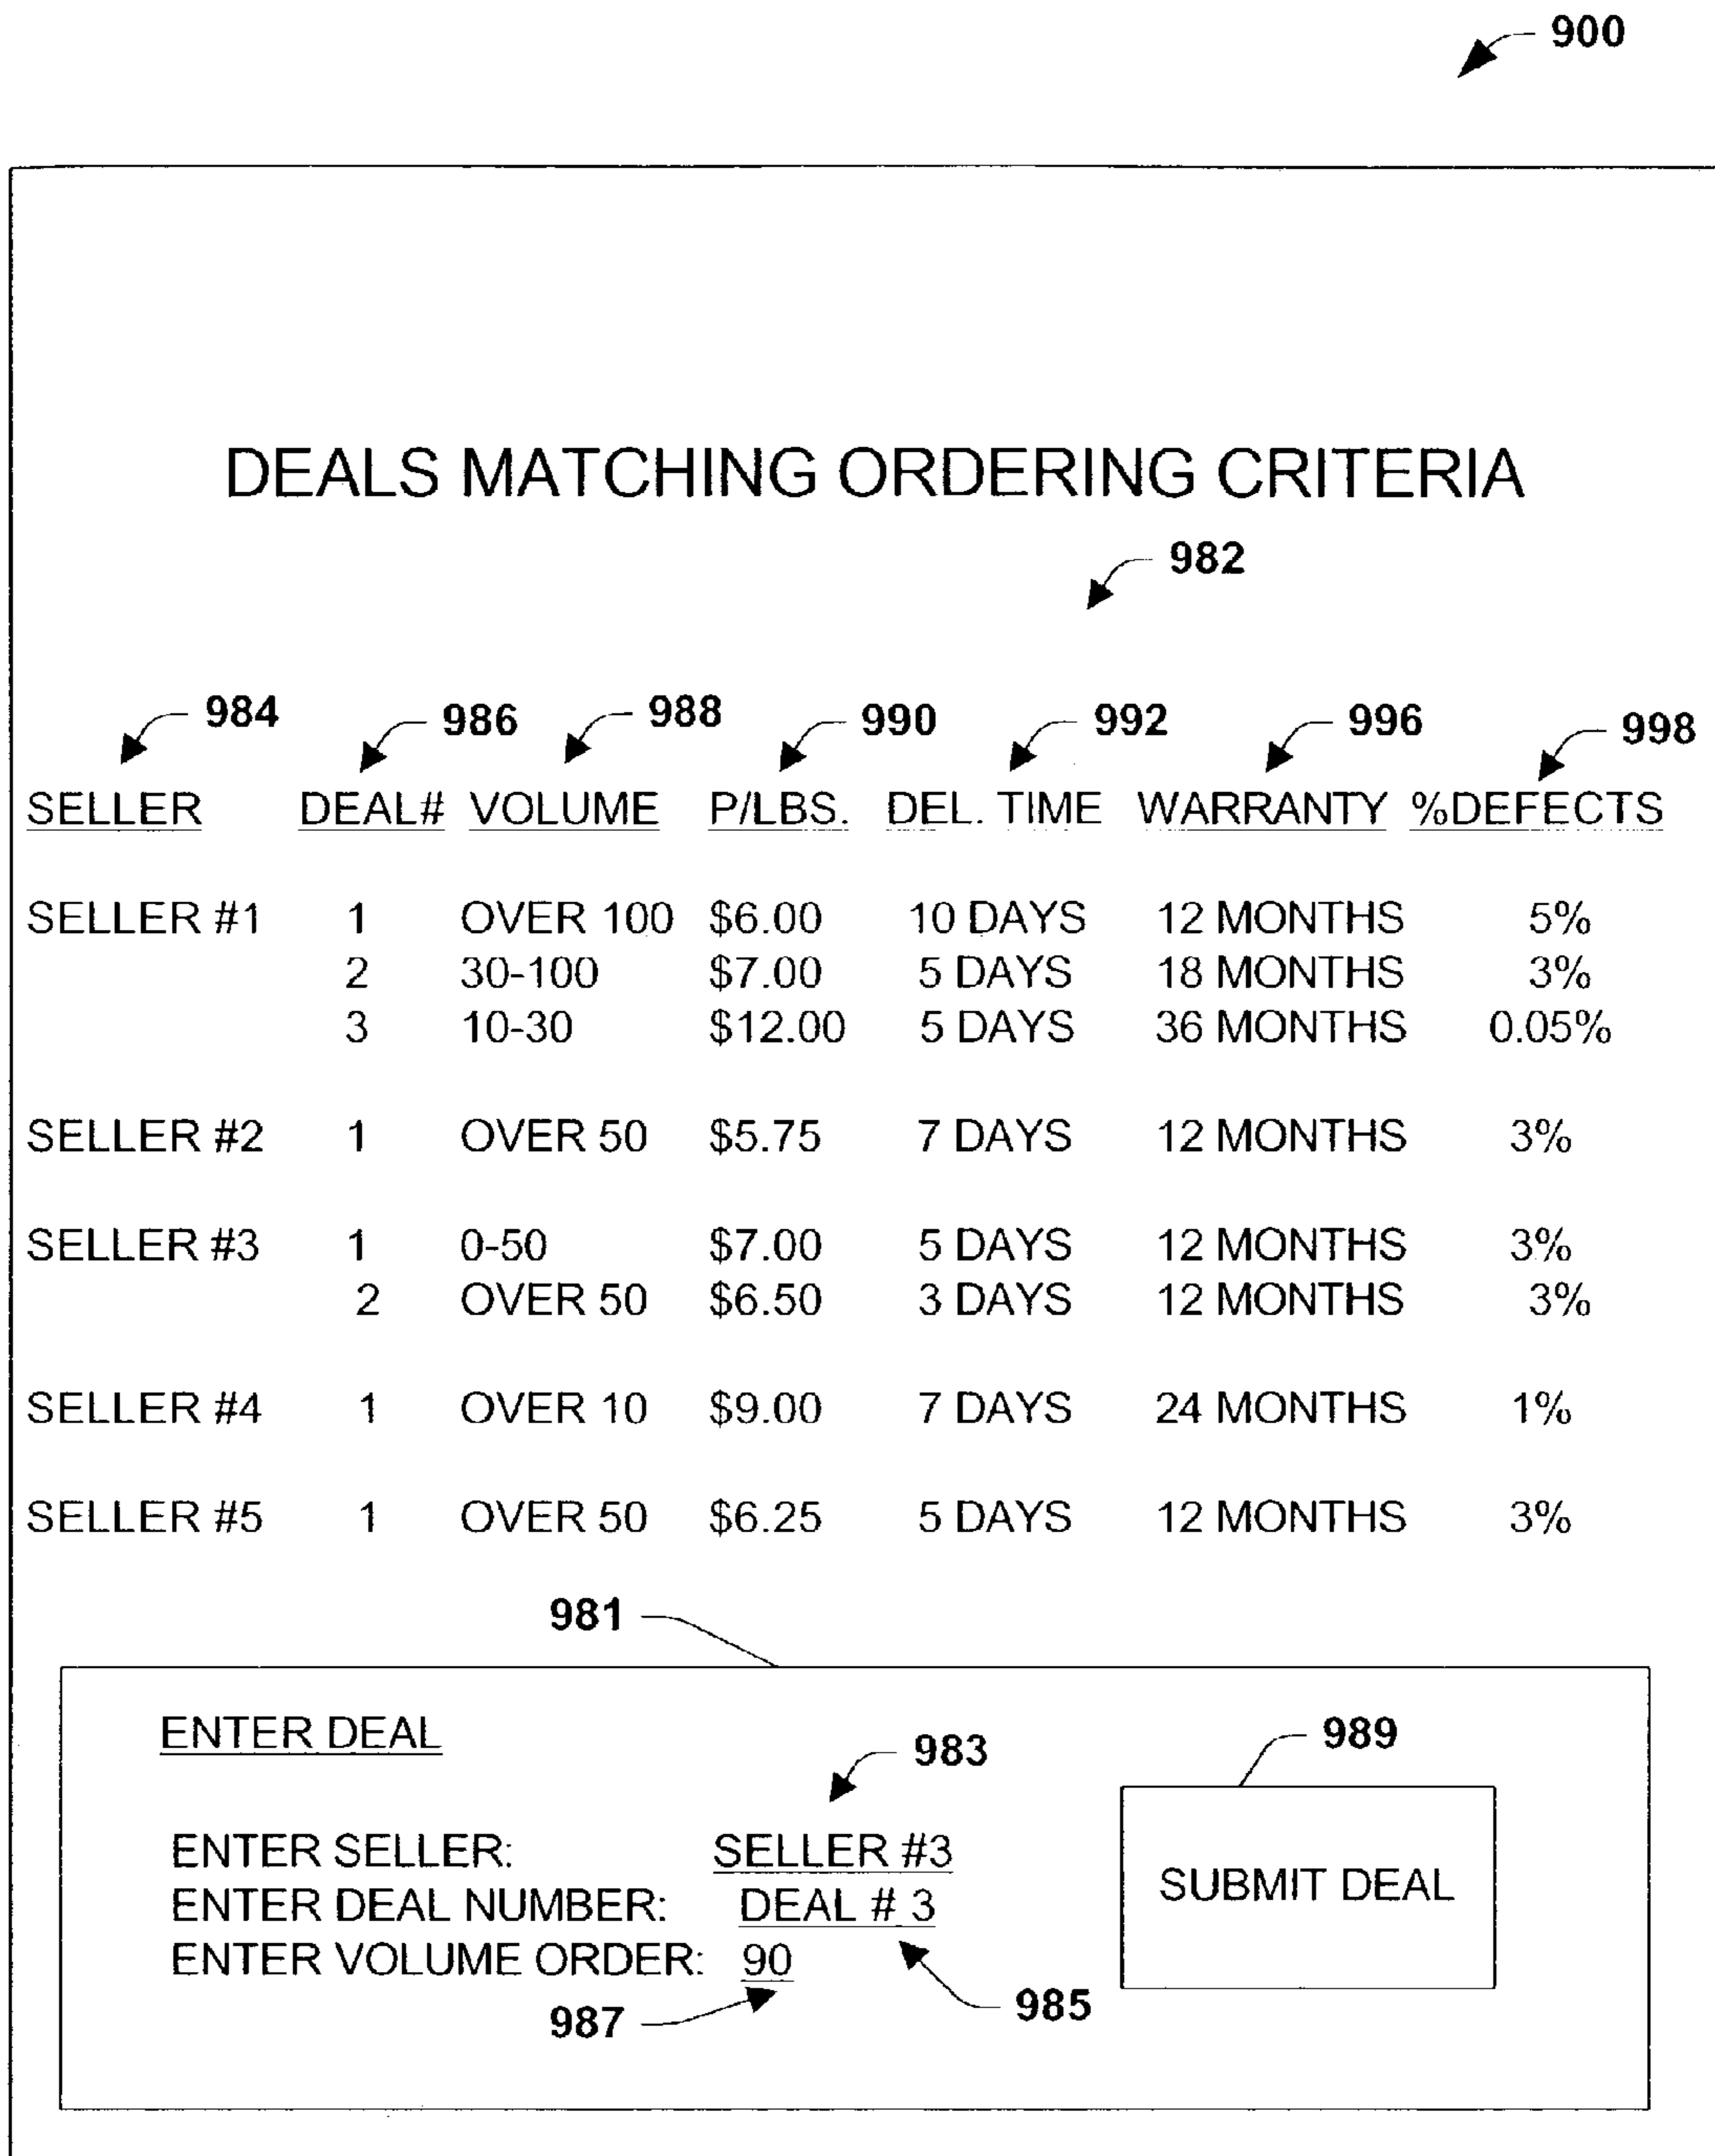 900
DEALS MATCHING ORDERING CRITERIA
982
984 986 988 990 992 996 998
SELLER DEAL# VOLUME P/LBS. DEL. TIME WARRANTY %DEFECTS
SELLER #1 1 OVER 100 $6.00 10 DAYS 12 MONTHS 5%
2 30-100 $7.00 5 DAYS 18 MONTHS 3%
3 10-30 $12.00 5 DAYS 36 MONTHS 0.05%
SELLER #2 1 OVER 50 $5.75 7 DAYS 12 MONTHS 3%
SELLER #3 1 0-50 $7.00 5 DAYS 12 MONTHS 3%
2 OVER 50 $6.50 3 DAYS 12 MONTHS 3%
SELLER #4 1 OVER 10 $9.00 7 DAYS 24 MONTHS 1%
SELLER #5 1 OVER 50 $6.25 5 DAYS 12 MONTHS 3%
981
ENTER DEAL
983
989
ENTER SELLER: SELLER #3
ENTER DEAL NUMBER: DEAL # 3
ENTER VOLUME ORDER: 90
SUBMIT DEAL
987
985